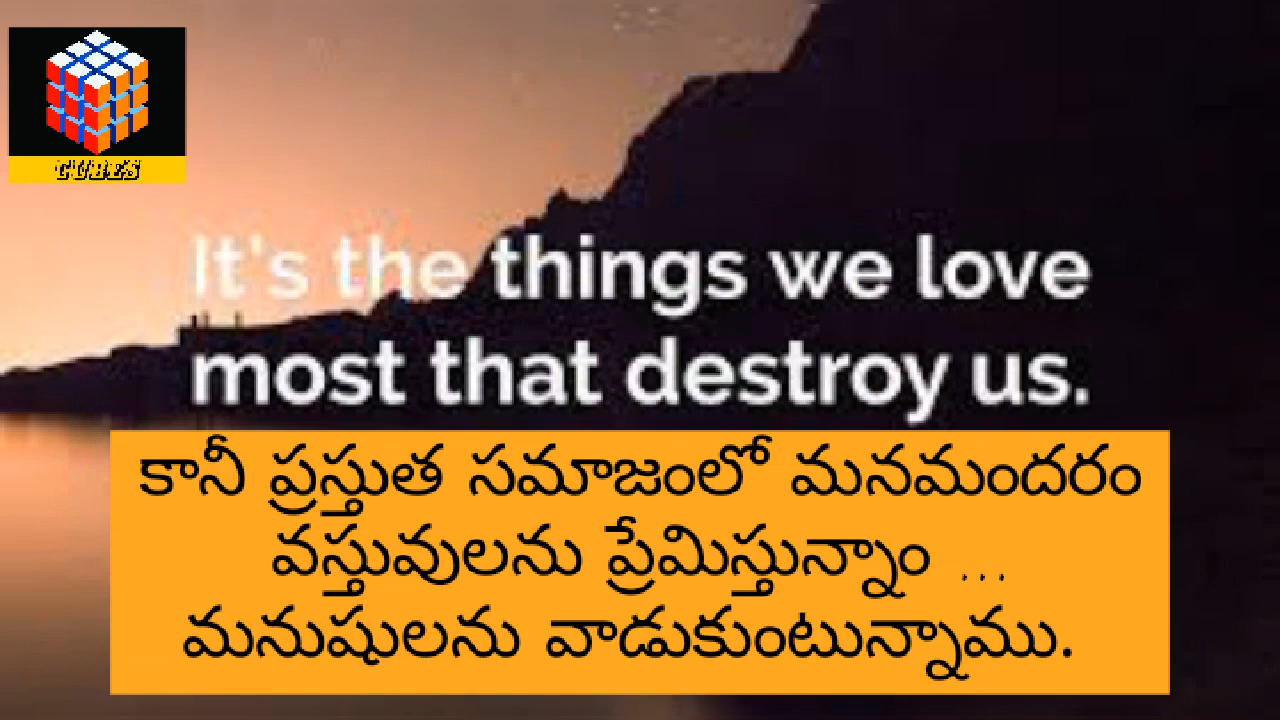 CUBES
It's the things we love
most that destroy us.
కానీ ప్రస్తుత సమాజంలో మనమందరం
వస్తువులను ప్రేమిస్తున్నాం ...
మనుషులను వాడుకుంటున్నాము.